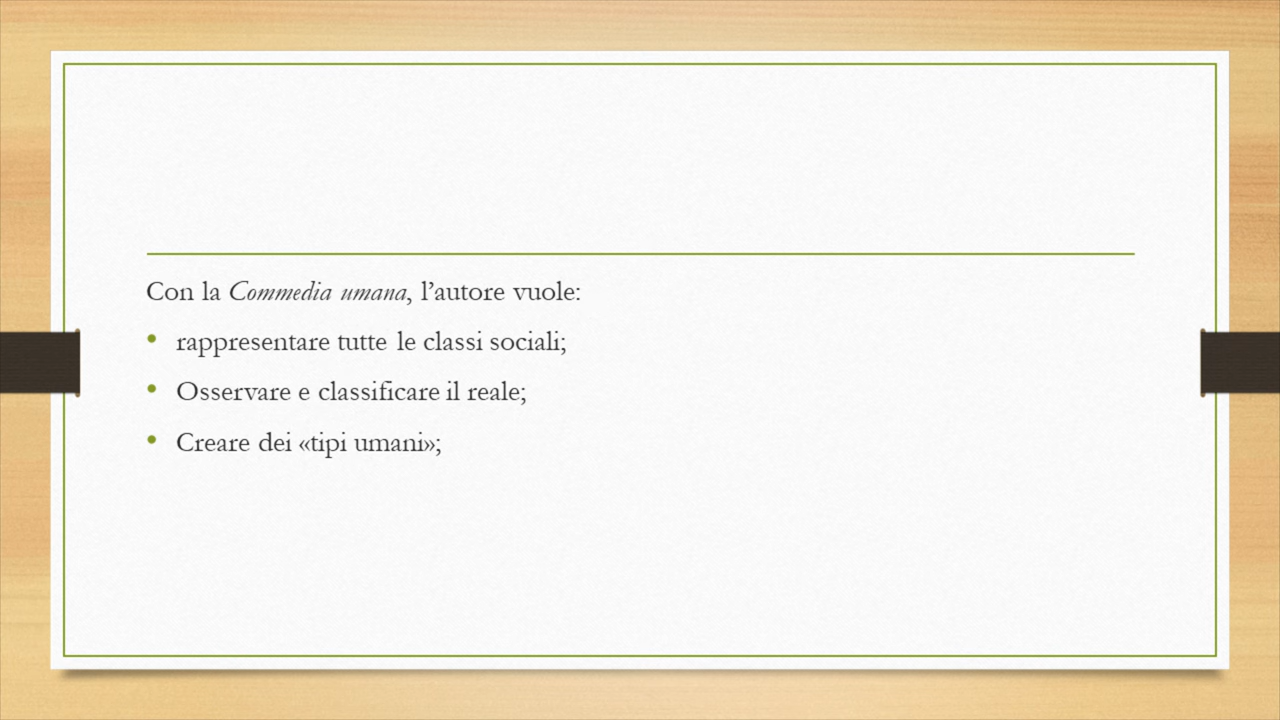 Con la Commedia umana, l’autore vuole:
• rappresentare tutte le classi sociali;
• Osservare e classificare il reale;
• Creare dei «tipi umani»;